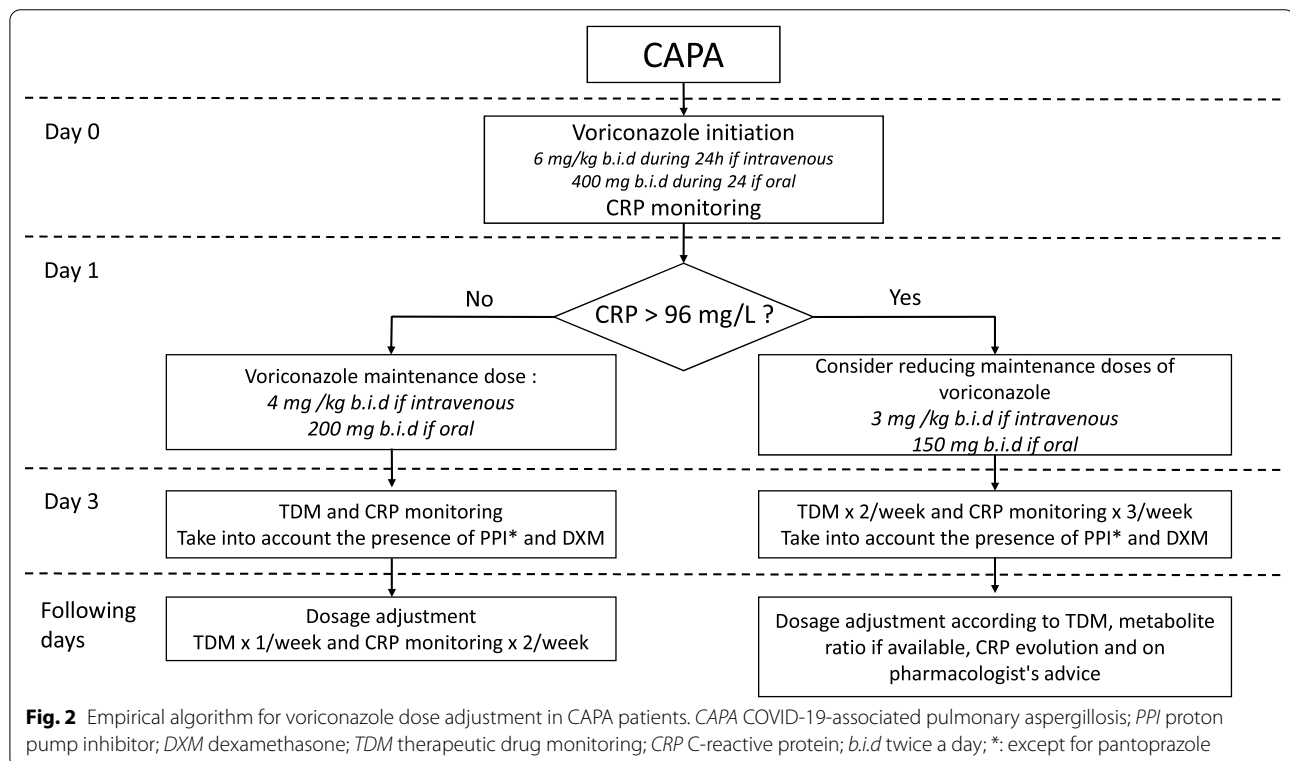 CAPA
Day 0
Voriconazole initiation
6 mg/kg b.i.d during 24h if intravenous
400 mg b.i.d during 24 if oral
CRP monitoring
Day 1
No
CRP > 96 mg/L ?
Yes
Voriconazole maintenance dose :
4 mg /kg b.i.d if intravenous
200 mg b.i.d if oral
Consider reducing maintenance doses of
voriconazole
3 mg /kg b.i.d if intravenous
150 mg b.i.d if oral
Day 3
TDM and CRP monitoring
Take into account the presence of PPI* and DXM
TDM x 2/week and CRP monitoring x 3/week
Take into account the presence of PPI* and DXM
Following
days
Dosage adjustment
TDM x 1/week and CRP monitoring x 2/week
Dosage adjustment according to TDM, metabolite
ratio if available, CRP evolution and on
pharmacologist's advice
Fig. 2 Empirical algorithm for voriconazole dose adjustment in CAPA patients. CAPA COVID-19-associated pulmonary aspergillosis; PPI proton
pump inhibitor; DXM dexamethasone; TDM therapeutic drug monitoring; CRP C-reactive protein; b.i.d twice a day; *: except for pantoprazole